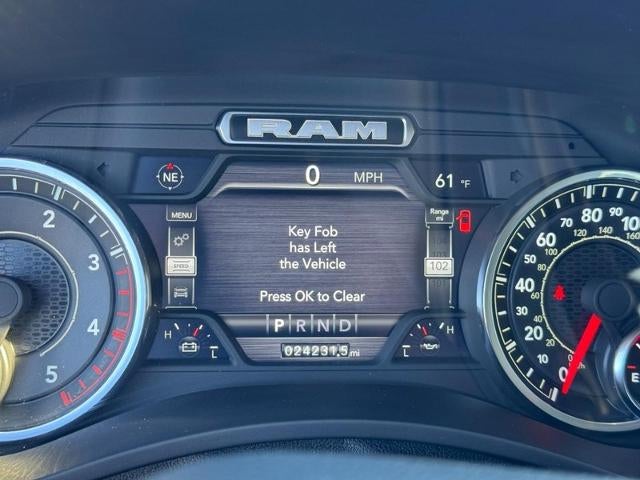 RAM
NE
0 MPH
61 °F
MENU
Range
mi
Key Fob
has Left
the Vehicle
SPEED
102
Press OK to Clear
P R N D
H
L
H
L
024231.5 mi
2
3
4
5
0
10
20
30
40
50
60
70
80
90
100
120
140
160
E